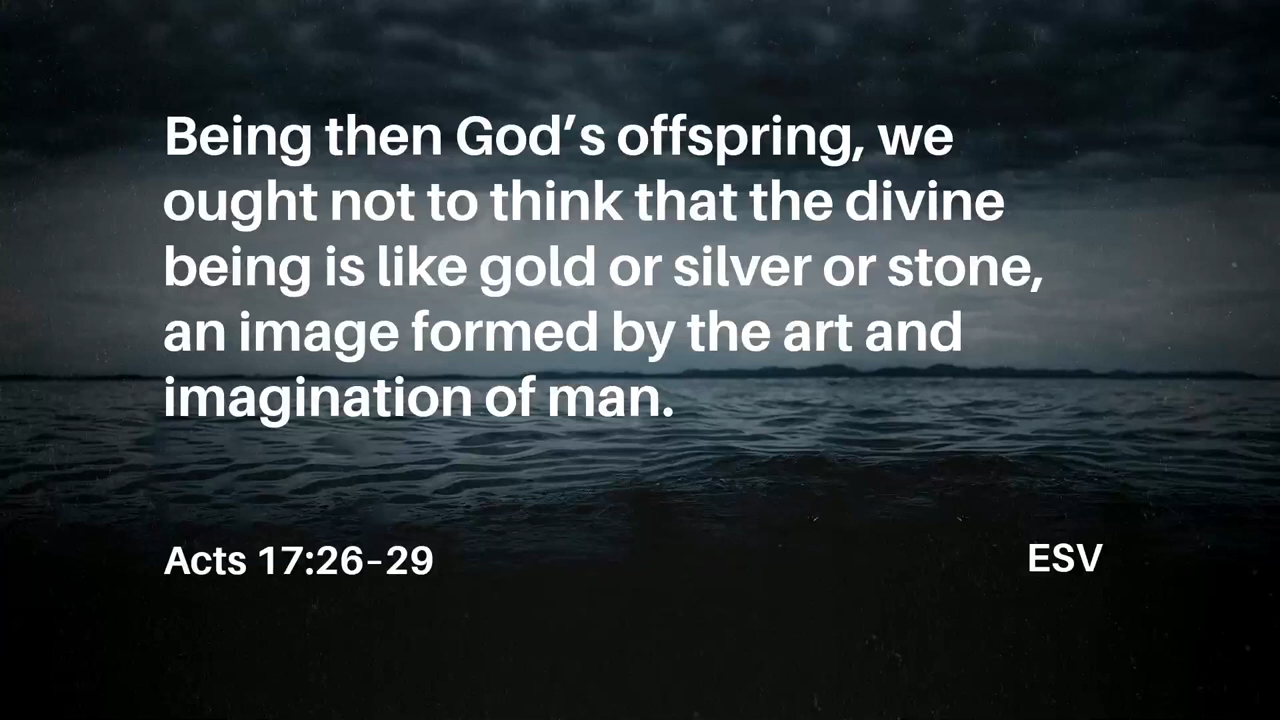 Being then God’s offspring, we
ought not to think that the divine
being is like gold or silver or stone,
an image formed by the art and
imagination of man.
Acts 17:26–29
ESV